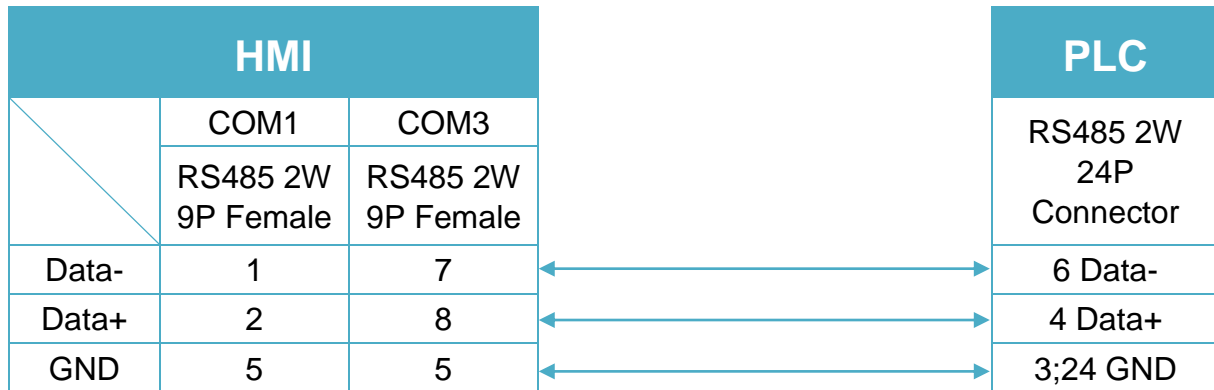 HMI
PLC
COM1
COM3
RS485 2W
9P Female
RS485 2W
9P Female
RS485 2W
24P
Connector
Data-
1
7
6 Data-
Data+
2
8
4 Data+
GND
5
5
3;24 GND